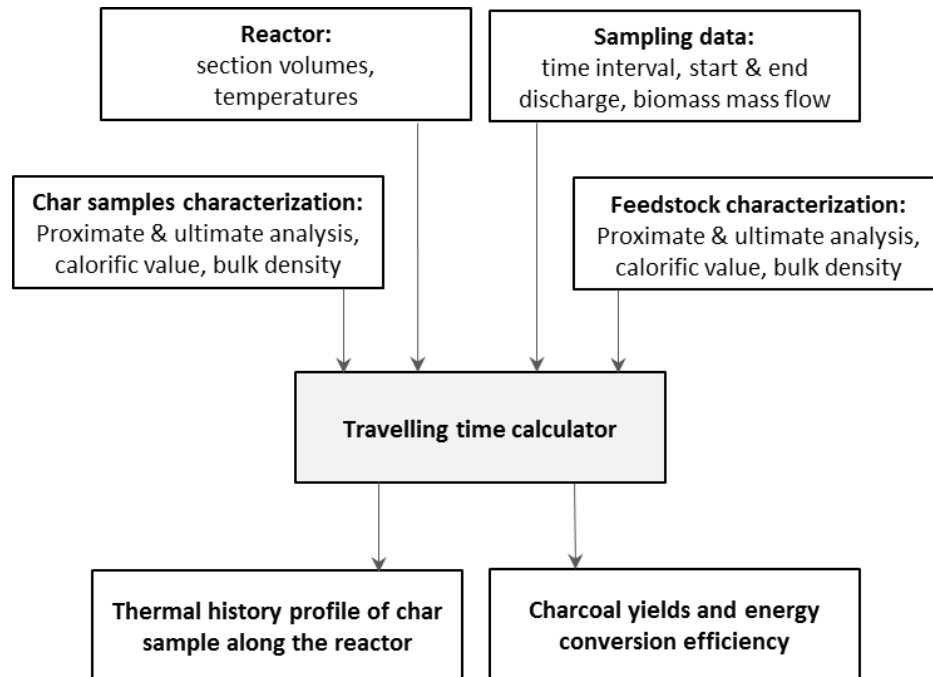 Reactor:
section volumes,
temperatures
Sampling data:
time interval, start & end
discharge, biomass mass flow
Char samples characterization:
Proximate & ultimate analysis,
calorific value, bulk density
Feedstock characterization:
Proximate & ultimate analysis,
calorific value, bulk density
Travelling time calculator
Thermal history profile of char
sample along the reactor
Charcoal yields and energy
conversion efficiency